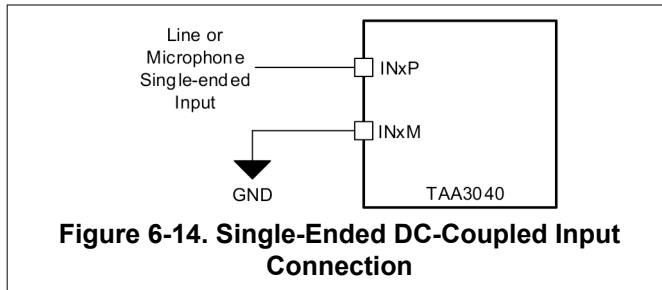 Line or
Microphone
Single-ended
Input
INxP
INxM
GND
TAA3040
Figure 6-14. Single-Ended DC-Coupled Input
Connection